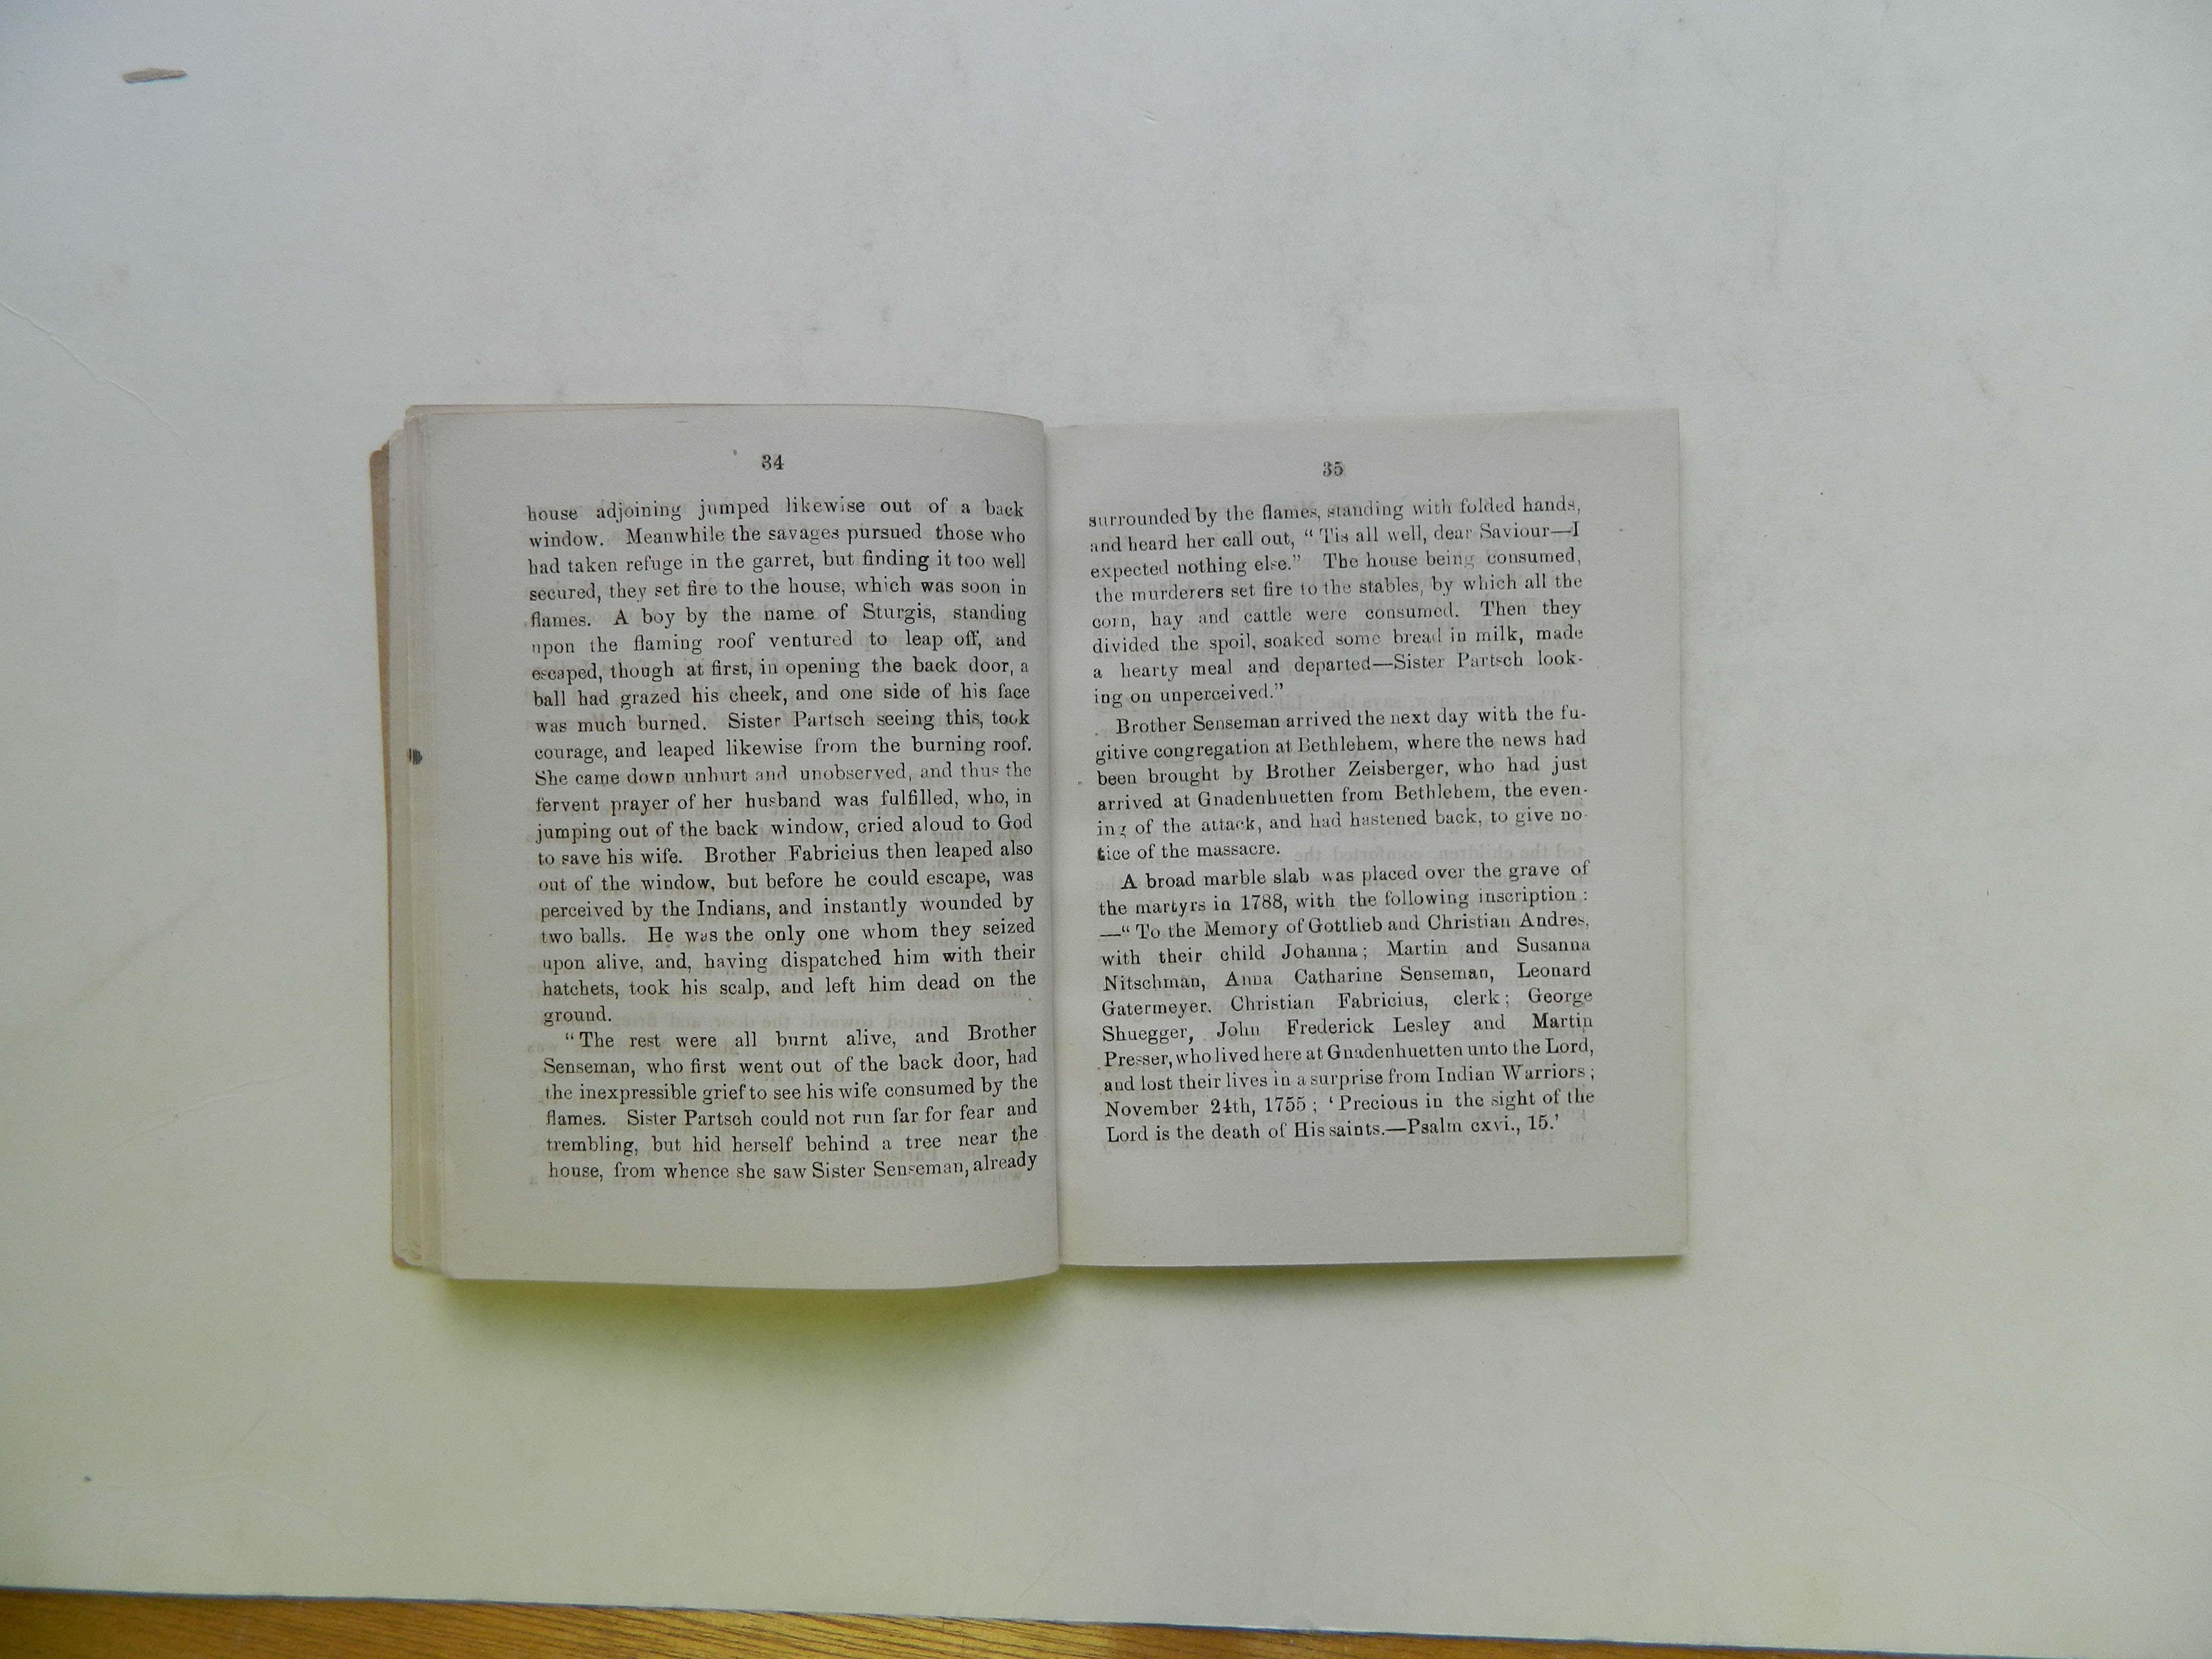 34
house adjoining jumped likewise out of a back
window. Meanwhile the savages pursued those who
had taken refuge in the garret, but finding it too well
secured, they set fire to the house, which was soon in
flames. A boy by the name of Sturgis, standing
upon the flaming roof ventured to leap off, and
escaped, though at first, in opening the back door, a
ball had grazed his cheek, and one side of his face
was much burned. Sister Partsch seeing this, took
courage, and leaped likewise from the burning roof.
She came down unhurt and unobserved, and thus the
fervent prayer of her husband was fulfilled, who, in
jumping out of the back window, cried aloud to God
to save his wife. Brother Fabricius then leaped also
out of the window, but before he could escape, was
perceived by the Indians, and instantly wounded by
two balls. He was the only one whom they seized
upon alive, and, having dispatched him with their
hatchets, took his scalp, and left him dead on the
ground.
"The rest were all burnt alive, and Brother
Senseman, who first went out of the back door, had
the inexpressible grief to see his wife consumed by the
flames. Sister Partsch could not run far for fear and
trembling, but hid herself behind a tree near the
house, from whence she saw Sister Senseman, already
35
surrounded by the flames, standing with folded hands,
and heard her call out, "'Tis all well, dear Saviour—I
expected nothing else." The house being consumed,
the murderers set fire to the stables, by which all the
corn, hay and cattle were consumed. Then they
divided the spoil, soaked some bread in milk, made
a hearty meal and departed—Sister Partsch look-
ing on unperceived."
Brother Senseman arrived the next day with the fu-
gitive congregation at Bethlehem, where the news had
been brought by Brother Zeisberger, who had just
arrived at Gnadenhuetten from Bethlehem, the even-
ing of the attack, and had hastened back, to give no-
tice of the massacre.
A broad marble slab was placed over the grave of
the martyrs in 1788, with the following inscription :
—"To the Memory of Gottlieb and Christian Andres,
with their child Johanna; Martin and Susanna
Nitschman, Anna Catharine Senseman, Leonard
Gatermeyer. Christian Fabricius, clerk; George
Shuegger, John Frederick Lesley and Martin
Presser, who lived here at Gnadenhuetten unto the Lord,
and lost their lives in a surprise from Indian Warriors ;
November 24th, 1755 ; 'Precious in the sight of the
Lord is the death of His saints.—Psalm cxvi., 15.'